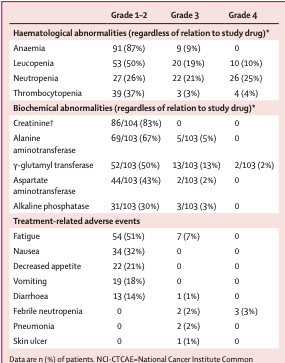 Grade 1–2 Grade 3 Grade 4
Haematological abnormalities (regardless of relation to study drug)*
Anaemia 91 (87%) 9 (9%) 0
Leucopenia 53 (50%) 20 (19%) 10 (10%)
Neutropenia 27 (26%) 22 (21%) 26 (25%)
Thrombocytopenia 39 (37%) 3 (3%) 4 (4%)
Biochemical abnormalities (regardless of relation to study drug)*
Creatinine† 86/104 (83%) 0 0
Alanine 69/103 (67%) 5/103 (5%) 0
aminotransferase
γ-glutamyl transferase 52/103 (50%) 13/103 (13%) 2/103 (2%)
Aspartate 44/103 (43%) 2/103 (2%) 0
aminotransferase
Alkaline phosphatase 31/103 (30%) 3/103 (3%) 0
Treatment-related adverse events
Fatigue 54 (51%) 7 (7%) 0
Nausea 34 (32%) 0 0
Decreased appetite 22 (21%) 0 0
Vomiting 19 (18%) 0 0
Diarrhoea 13 (14%) 1 (1%) 0
Febrile neutropenia 0 2 (2%) 3 (3%)
Pneumonia 0 2 (2%) 0
Skin ulcer 0 1 (1%) 0
Data are n (%) of patients. NCI-CTCAE=National Cancer Institute Common